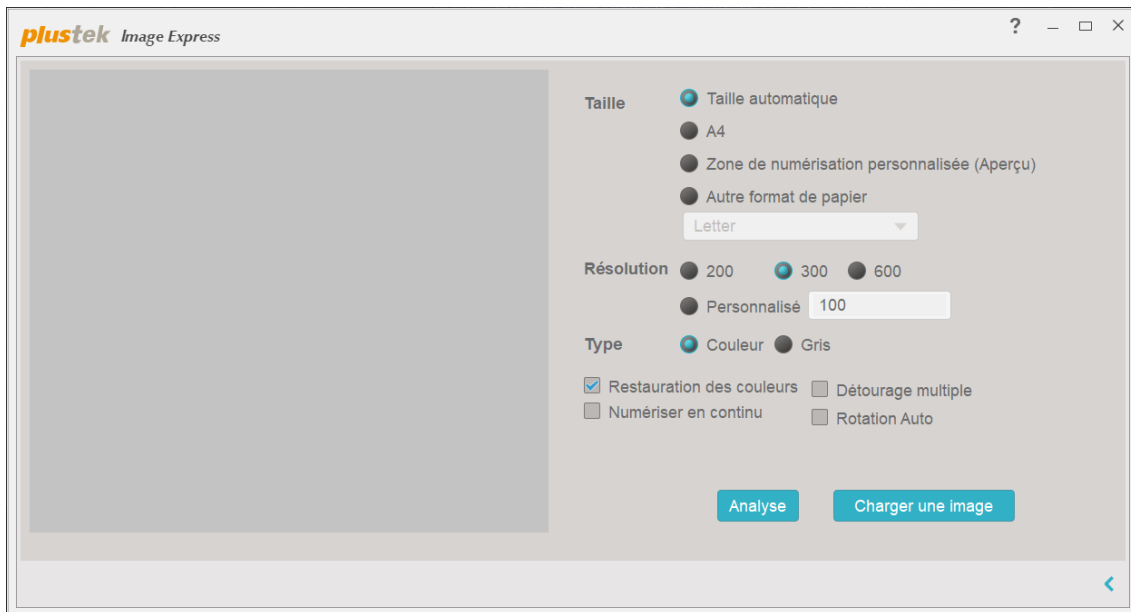 plustek Image Express
?
Taille
Taille automatique
A4
Zone de numérisation personnalisée (Aperçu)
Autre format de papier
Letter
Résolution 200 300 600
Personnalisé 100
Type Couleur Gris
Restauration des couleurs Détourage multiple
Numériser en continu Rotation Auto
Analyse Charger une image